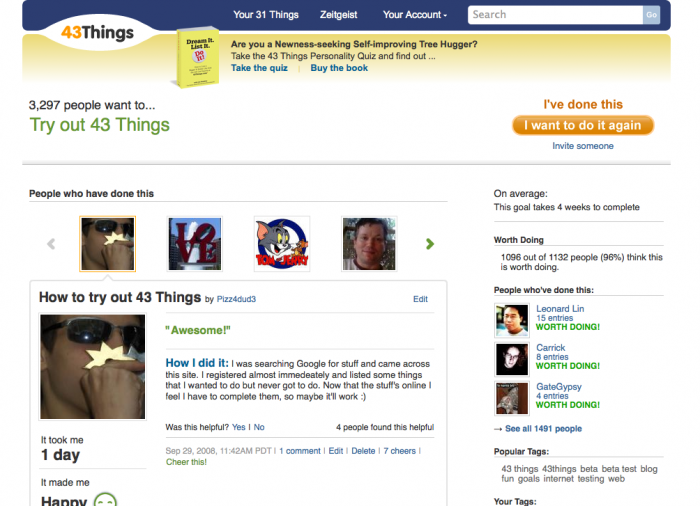 43Things
Your 31 Things
Zeitgeist
Your Account
Search
Go
Dream It.
List It.
Do It!
Are you a Newness-seeking Self-improving Tree Hugger?
Take the 43 Things Personality Quiz and find out ...
Take the quiz | Buy the book
3,297 people want to...
Try out 43 Things
I've done this
I want to do it again
Invite someone
People who have done this
LOVE
TOM and JERRY
How to try out 43 Things by Pizz4dud3
Edit
"Awesome!"
How I did it: I was searching Google for stuff and came across
this site. I registered almost immedeately and listed some things
that I wanted to do but never got to do. Now that the stuff's online I
feel I have to complete them, so maybe it'll work :)
Was this helpful? Yes | No
4 people found this helpful
Sep 29, 2008, 11:42AM PDT | 1 comment | Edit | Delete | 7 cheers |
Cheer this!
It took me
1 day
It made me
Happy
On average:
This goal takes 4 weeks to complete
Worth Doing
1096 out of 1132 people (96%) think this
is worth doing.
People who've done this:
Leonard Lin
15 entries
WORTH DOING!
Carrick
8 entries
WORTH DOING!
GateGypsy
4 entries
WORTH DOING!
→ See all 1491 people
Popular Tags:
43 things 43things beta beta test blog
fun goals internet testing web
Your Tags: